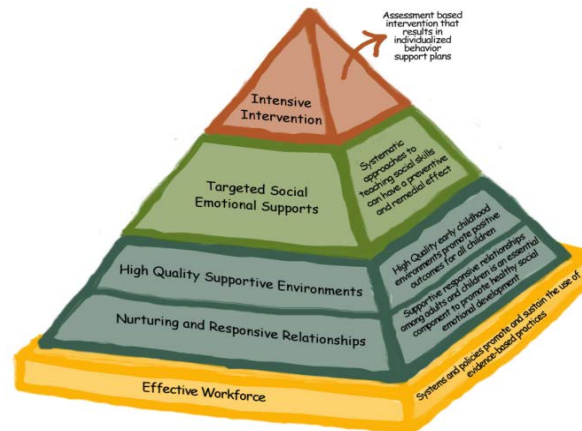 Assessment based
intervention that
results in
individualized
behavior
support plans
Intensive
Intervention
Systematic
approaches to
teaching social skills
can have a preventive
and remedial effect
Targeted Social
Emotional Supports
High Quality early childhood
environments promote positive
outcomes for all children
High Quality Supportive Environments
Supportive responsive relationships
among adults and children is an essential
component to promote healthy social
emotional development
Nurturing and Responsive Relationships
Systems and policies promote and sustain the use of
evidence-based practices
Effective Workforce